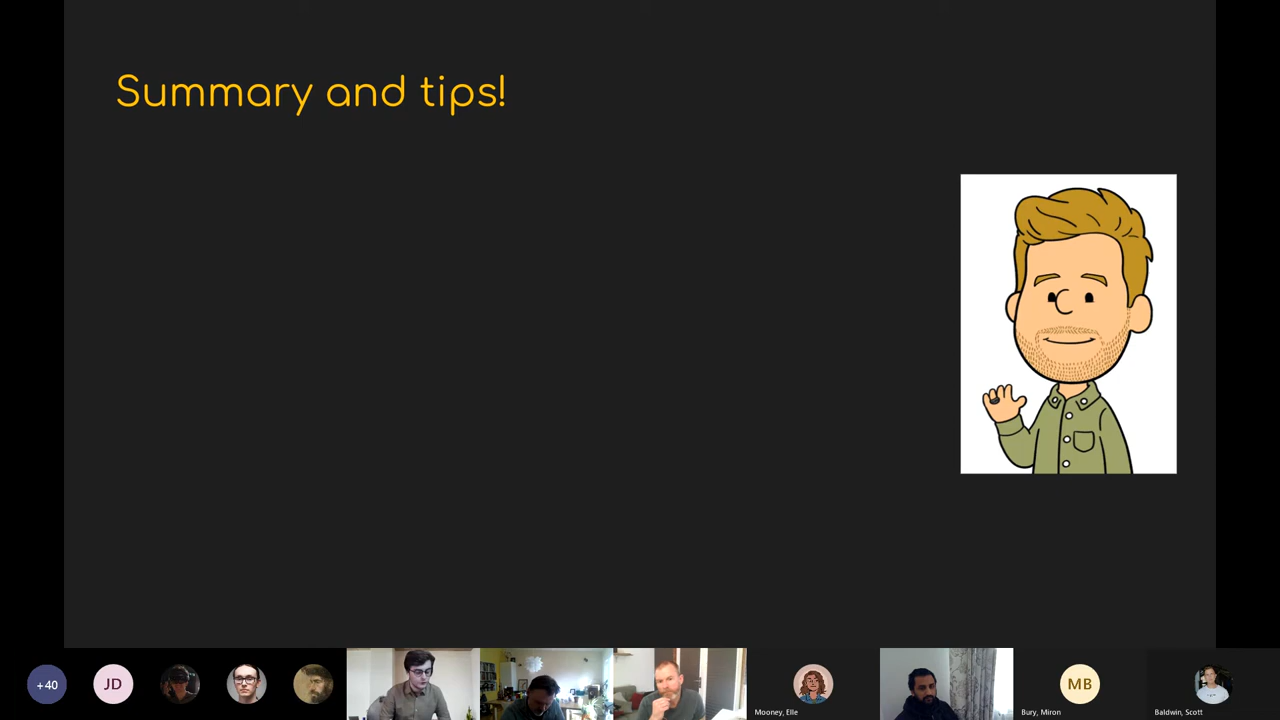 Summary and tips!
+40
JD
MB
Mooney, Elle
Bury, Miron
Baldwin, Scott